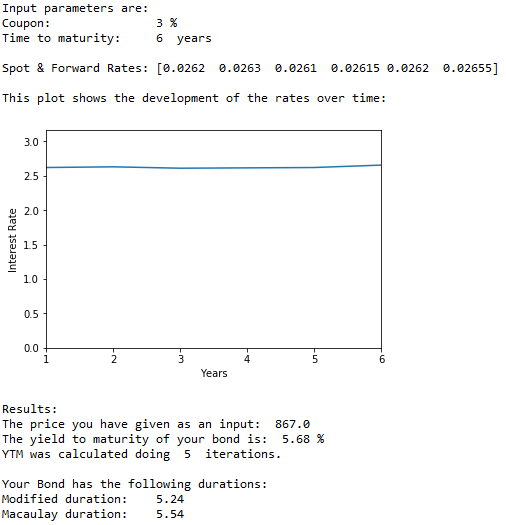 Input parameters are:
Coupon: 3 %
Time to maturity: 6 years
Spot & Forward Rates: [0.0262 0.0263 0.0261 0.02615 0.0262 0.02655]
This plot shows the development of the rates over time:
3.0
2.5
2.0
1.5
1.0
0.5
0.0
Interest Rate
1 2 3 4 5 6
Years
Results:
The price you have given as an input: 867.0
The yield to maturity of your bond is: 5.68 %
YTM was calculated doing 5 iterations.
Your Bond has the following durations:
Modified duration: 5.24
Macaulay duration: 5.54